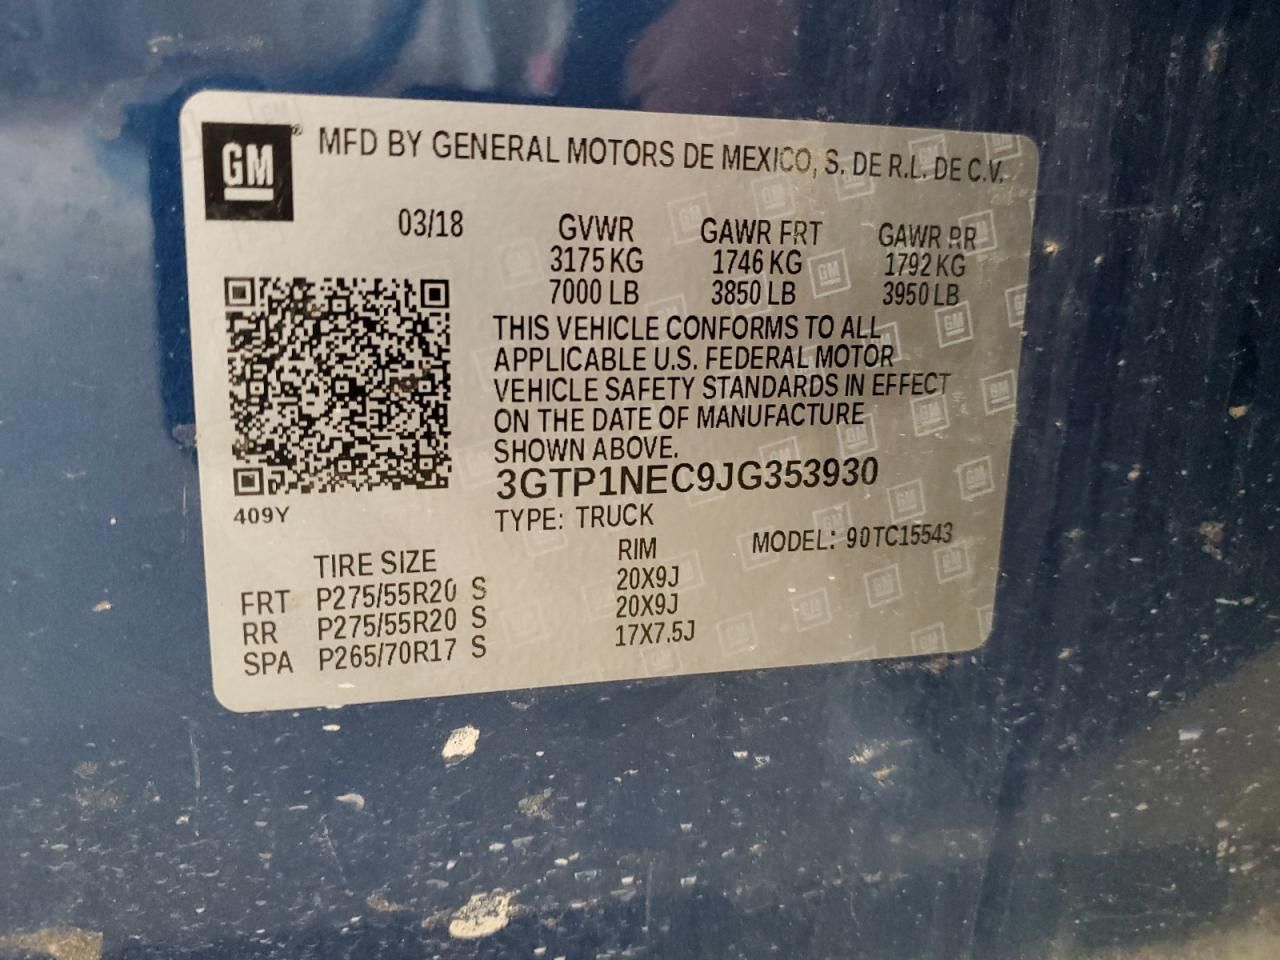 GM® MFD BY GENERAL MOTORS DE MEXICO, S. DE R.L. DE C.V.
03/18 GVWR GAWR FRT GAWR RR
3175 KG 1746 KG 1792 KG
7000 LB 3850 LB 3950 LB
THIS VEHICLE CONFORMS TO ALL
APPLICABLE U.S. FEDERAL MOTOR
VEHICLE SAFETY STANDARDS IN EFFECT
ON THE DATE OF MANUFACTURE
SHOWN ABOVE.
3GTP1NEC9JG353930
409Y TYPE: TRUCK
MODEL: 90TC15543
TIRE SIZE RIM
FRT P275/55R20 S 20X9J
RR P275/55R20 S 20X9J
SPA P265/70R17 S 17X7.5J